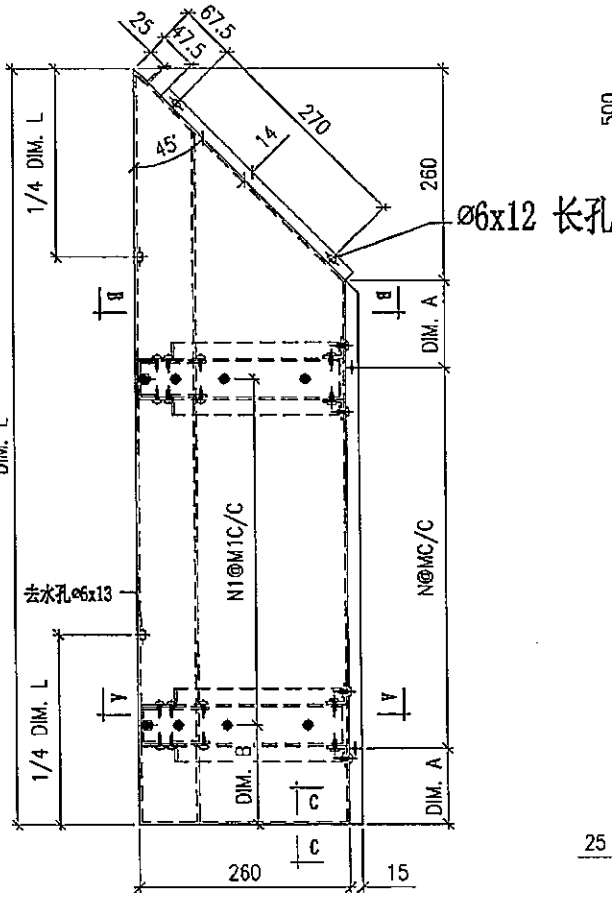 25
47.5
67.5
270
14
45°
1/4 DIM. L
260
500
ø6x12 长孔
B
B
DIM. A
DIM. L
N1@M1C/C
N@MC/C
去水孔ø6x13
A
A
1/4 DIM. L
DIM. B
DIM. A
C
C
260
15
25